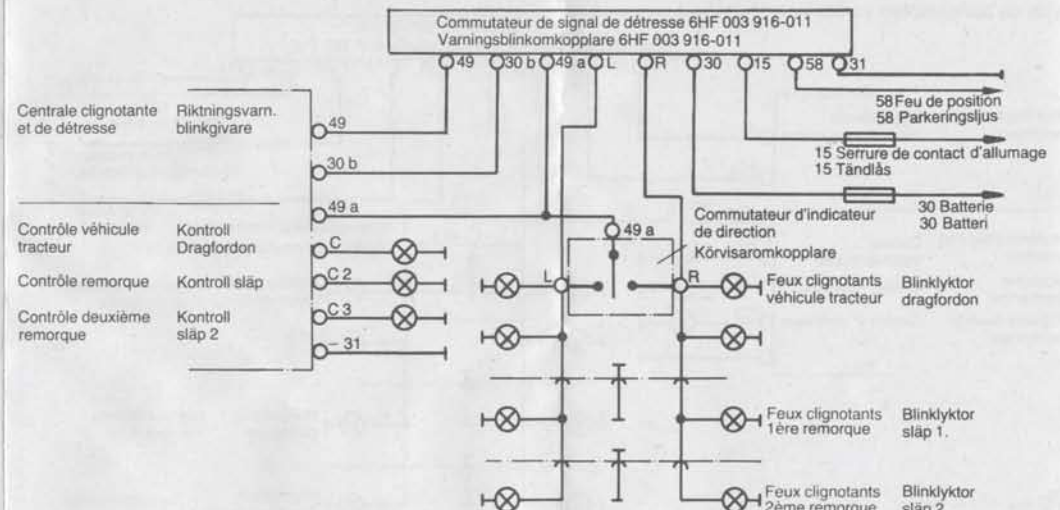 Commutateur de signal de détresse 6HF 003 916-011
Varningsblinkomkopplare 6HF 003 916-011
49 30 b 49 a L R 30 15 58 31
58 Feu de position
58 Parkeringsljus
15 Serrure de contact d'allumage
15 Tändlås
30 Batterie
30 Batteri
Centrale clignotante
et de détresse
Riktningsvarn.
blinkgivare
49
30 b
49 a
Contrôle véhicule
tracteur
Kontroll
Dragfordon
C
Contrôle remorque
Kontroll släp
C 2
Contrôle deuxième
remorque
Kontroll
släp 2
C 3
– 31
Commutateur d'indicateur
de direction
Körvisaromkopplare
49 a
L
R
Feux clignotants
véhicule tracteur
Blinklyktor
dragfordon
Feux clignotants
1ère remorque
Blinklyktor
släp 1.
Feux clignotants
2ème remorque
Blinklyktor
släp 2